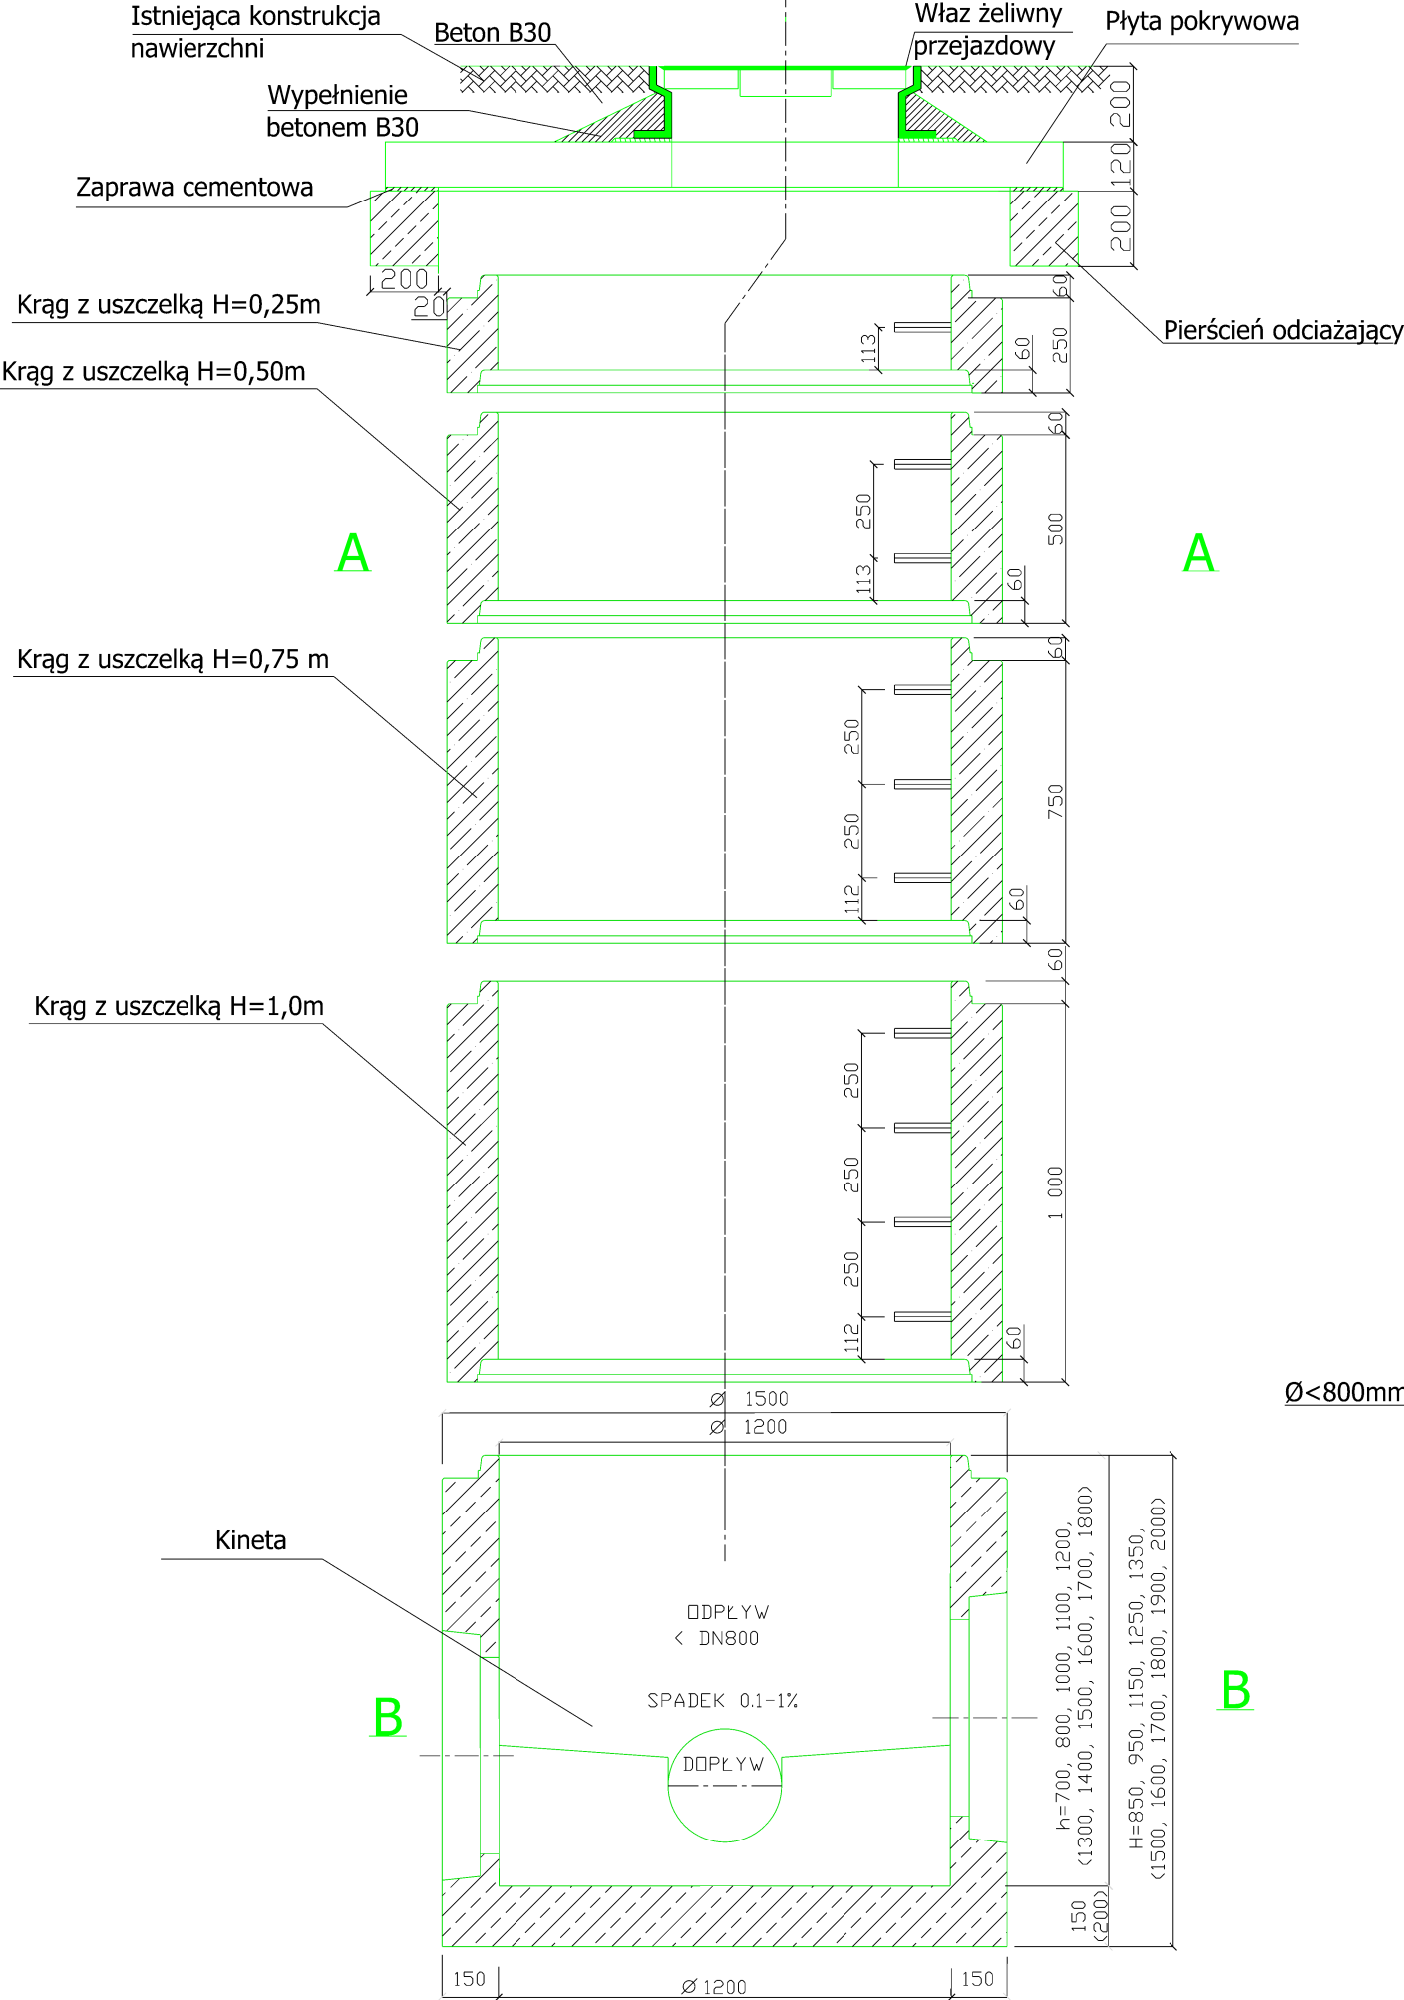 Istniejąca konstrukcja
nawierzchni
Beton B30
Właz żeliwny
przejazdowy
Płyta pokrywowa
Wypełnienie
betonem B30
200
120
Zaprawa cementowa
200
200
20
Krąg z uszczelką H=0,25m
60
113
60
250
Pierścień odciażający
Krąg z uszczelką H=0,50m
60
250
500
113
60
A
A
Krąg z uszczelką H=0,75 m
60
250
750
250
112
60
60
Krąg z uszczelką H=1,0m
250
250
1 000
250
112
60
Ø 1500
Ø<800mm
Ø 1200
Kineta
ODPŁYW
< DN800
SPADEK 0.1-1%
B
B
DOPŁYW
h=700, 800, 1000, 1100, 1200,
(1300, 1400, 1500, 1600, 1700, 1800)
H=850, 950, 1150, 1250, 1350,
(1500, 1600, 1700, 1800, 1900, 2000)
150
(200)
150
Ø1200
150